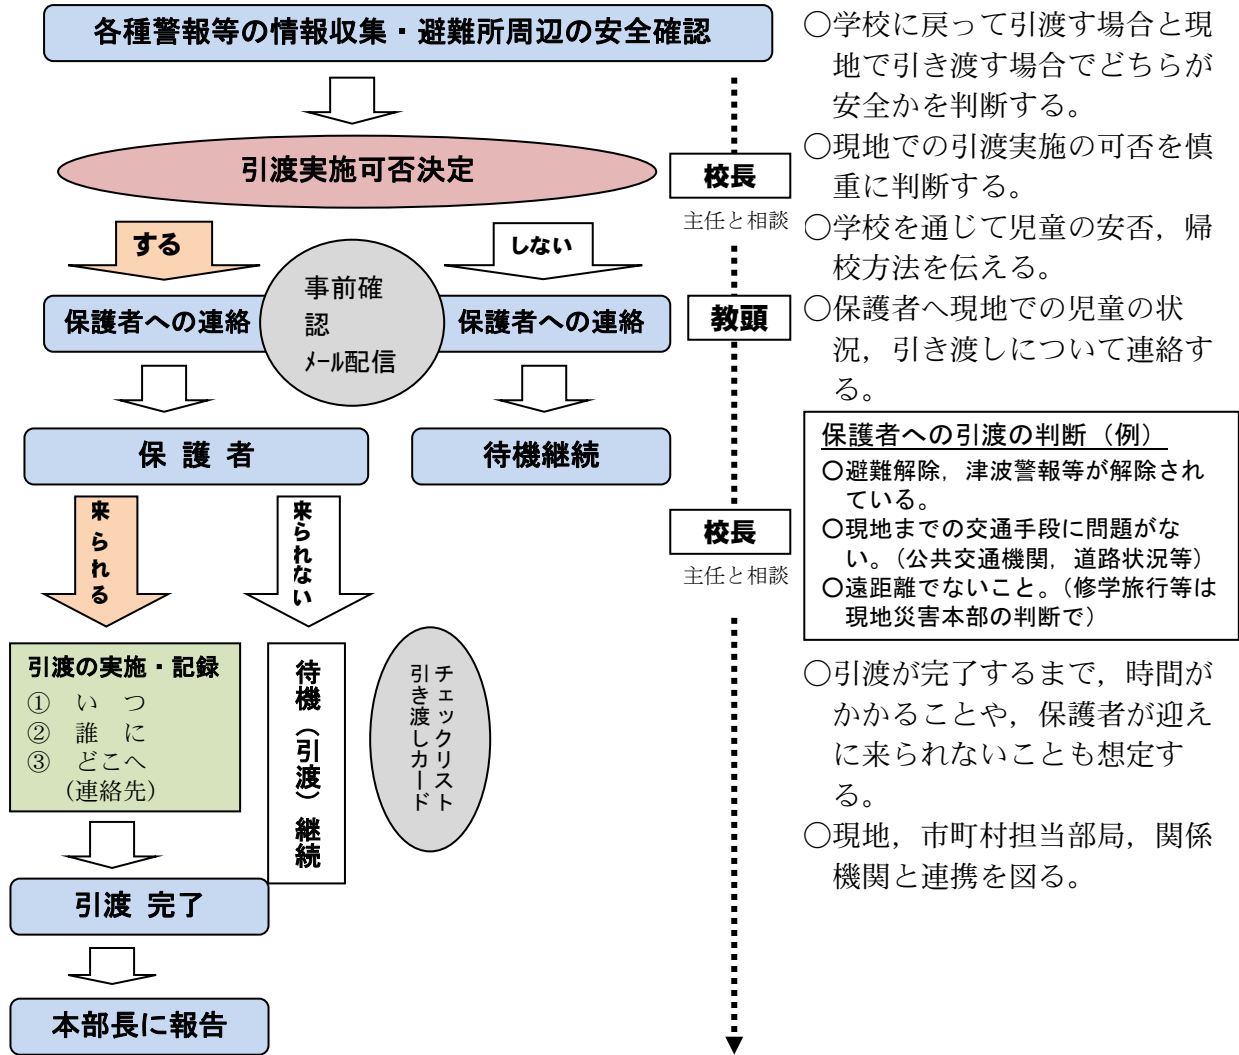 各種警報等の情報収集・避難所周辺の安全確認
引渡実施可否決定
校長
主任と相談
する
しない
事前確
認
ﾒｰﾙ配信
保護者への連絡
保護者への連絡
教頭
保 護 者
待機継続
来られる
来られない
校長
主任と相談
引渡の実施・記録
① い つ
② 誰 に
③ どこへ
(連絡先)
待機（引渡）継続
チェックリスト
引き渡しカード
引渡 完了
本部長に報告
○学校に戻って引渡す場合と現
地で引き渡す場合でどちらが
安全かを判断する。
○現地での引渡実施の可否を慎
重に判断する。
○学校を通じて児童の安否，帰
校方法を伝える。
○保護者へ現地での児童の状
況，引き渡しについて連絡す
る。
保護者への引渡の判断（例）
○避難解除，津波警報等が解除され
ている。
○現地までの交通手段に問題がな
い。（公共交通機関，道路状況等）
○遠距離でないこと。（修学旅行等は
現地災害本部の判断で）
○引渡が完了するまで，時間が
かかることや，保護者が迎え
に来られないことも想定す
る。
○現地，市町村担当部局，関係
機関と連携を図る。